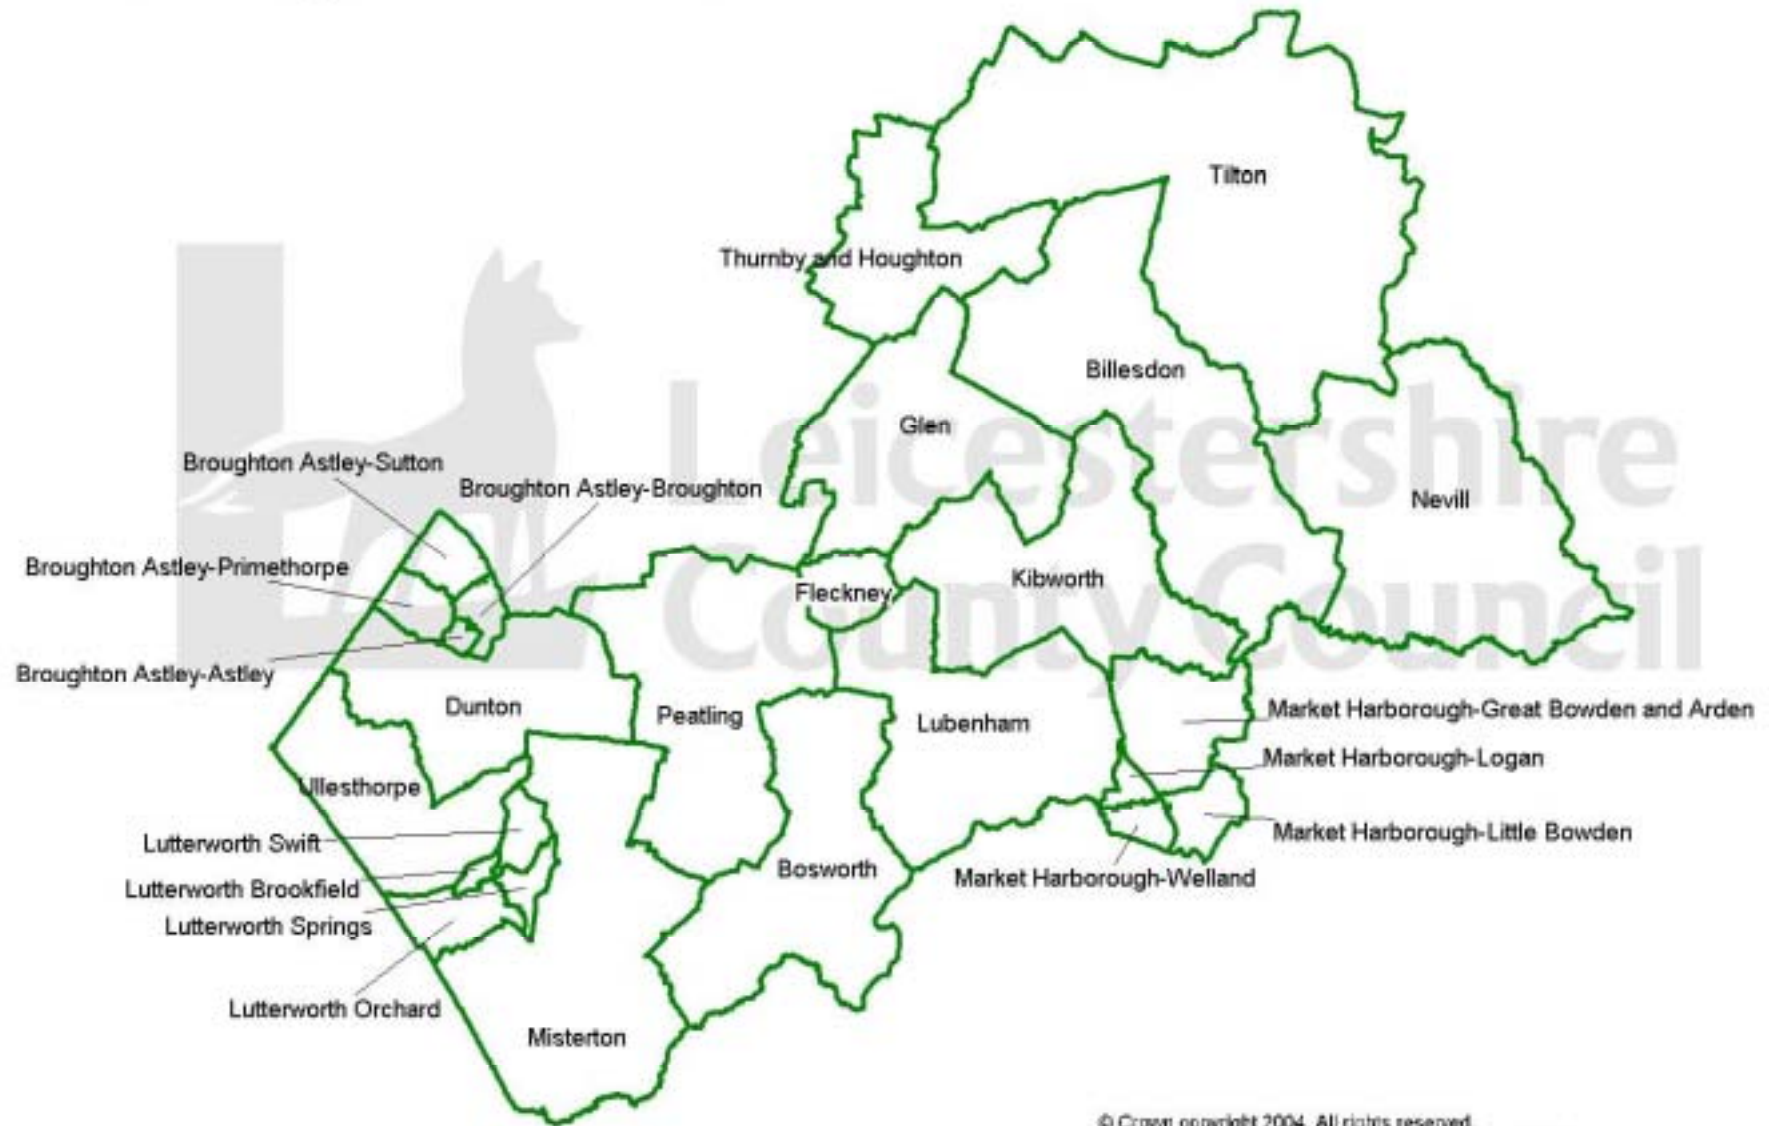 Tilton
Thurnby and Houghton
Billesdon
Glen
Leicestershire
County Council
Broughton Astley-Sutton
Broughton Astley-Broughton
Nevill
Broughton Astley-Primethorpe
Kibworth
Fleckney
Broughton Astley-Astley
Dunton
Peatling
Lubenham
Market Harborough-Great Bowden and Arden
Market Harborough-Logan
Ullesthorpe
Market Harborough-Little Bowden
Lutterworth Swift
Bosworth
Market Harborough-Welland
Lutterworth Brookfield
Lutterworth Springs
Lutterworth Orchard
Misterton
© Crown copyright 2004. All rights reserved